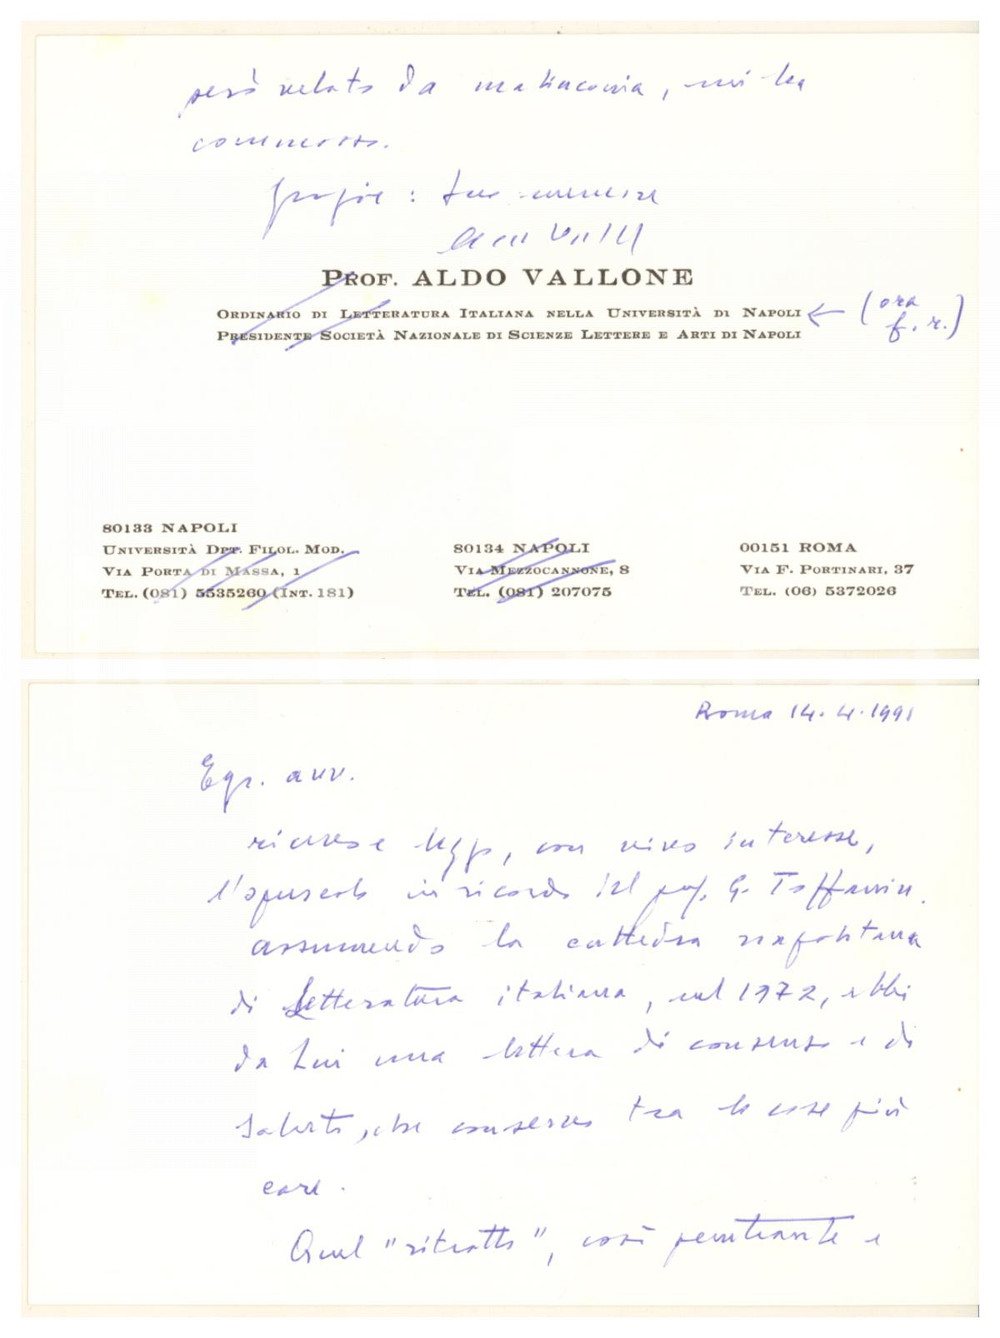 però velato da malinconia, mi ha
commosso.
grazie: suo
PROF. ALDO VALLONE
ORDINARIO DI LETTERATURA ITALIANA NELLA UNIVERSITÀ DI NAPOLI
(ora
f. r.)
PRESIDENTE SOCIETÀ NAZIONALE DI SCIENZE LETTERE E ARTI DI NAPOLI
80133 NAPOLI
UNIVERSITÀ DPT. FILOL. MOD.
VIA PORTA DI MASSA, 1
TEL. (081) 5535260 (INT. 181)
80134 NAPOLI
VIA MEZZOCANNONE, 8
TEL. (081) 207075
00151 ROMA
VIA F. PORTINARI, 37
TEL. (06) 5372026
Roma 14.4.1991
Egr. avv.
ricevo e leggo, con vivo interesse,
l'opuscolo in ricordo del prof. G. Toffanin.
assumendo la cattedra napoletana
di Letteratura italiana, nel 1972, ebbi
da Lui una lettera di consenso e di
saluto, che conservo tra le cose più
care.
Quel "ritratto", così penetrante e